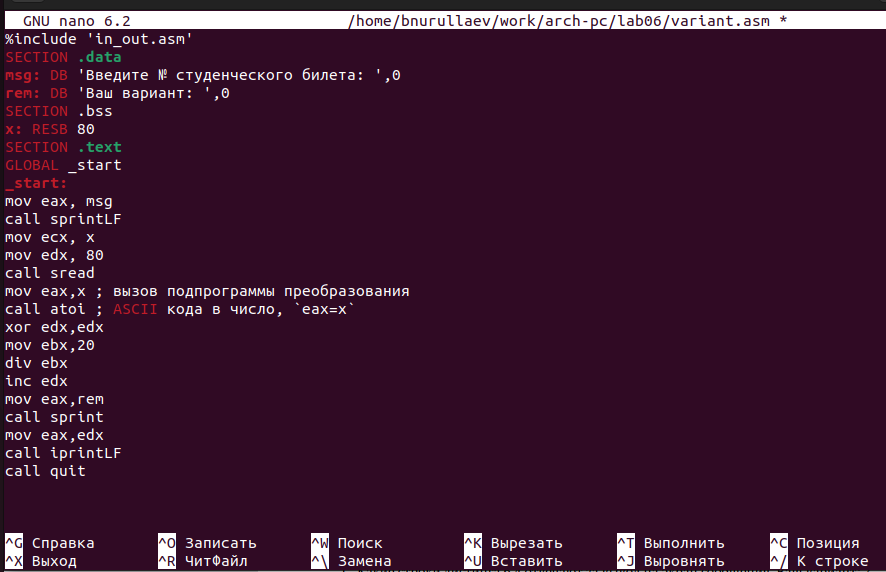 GNU nano 6.2 /home/bnurullaev/work/arch-pc/lab06/variant.asm *
%include 'in_out.asm'
SECTION .data
msg: DB 'Введите № студенческого билета: ',0
rem: DB 'Ваш вариант: ',0
SECTION .bss
x: RESB 80
SECTION .text
GLOBAL _start
_start:
mov eax, msg
call sprintLF
mov ecx, x
mov edx, 80
call sread
mov eax,x ; вызов подпрограммы преобразования
call atoi ; ASCII кода в число, `eax=x`
xor edx,edx
mov ebx,20
div ebx
inc edx
mov eax,rem
call sprint
mov eax,edx
call iprintLF
call quit
^G Справка ^O Записать ^W Поиск ^K Вырезать ^T Выполнить ^C Позиция
^X Выход ^R ЧитФайл ^\ Замена ^U Вставить ^J Выровнять ^/ К строке